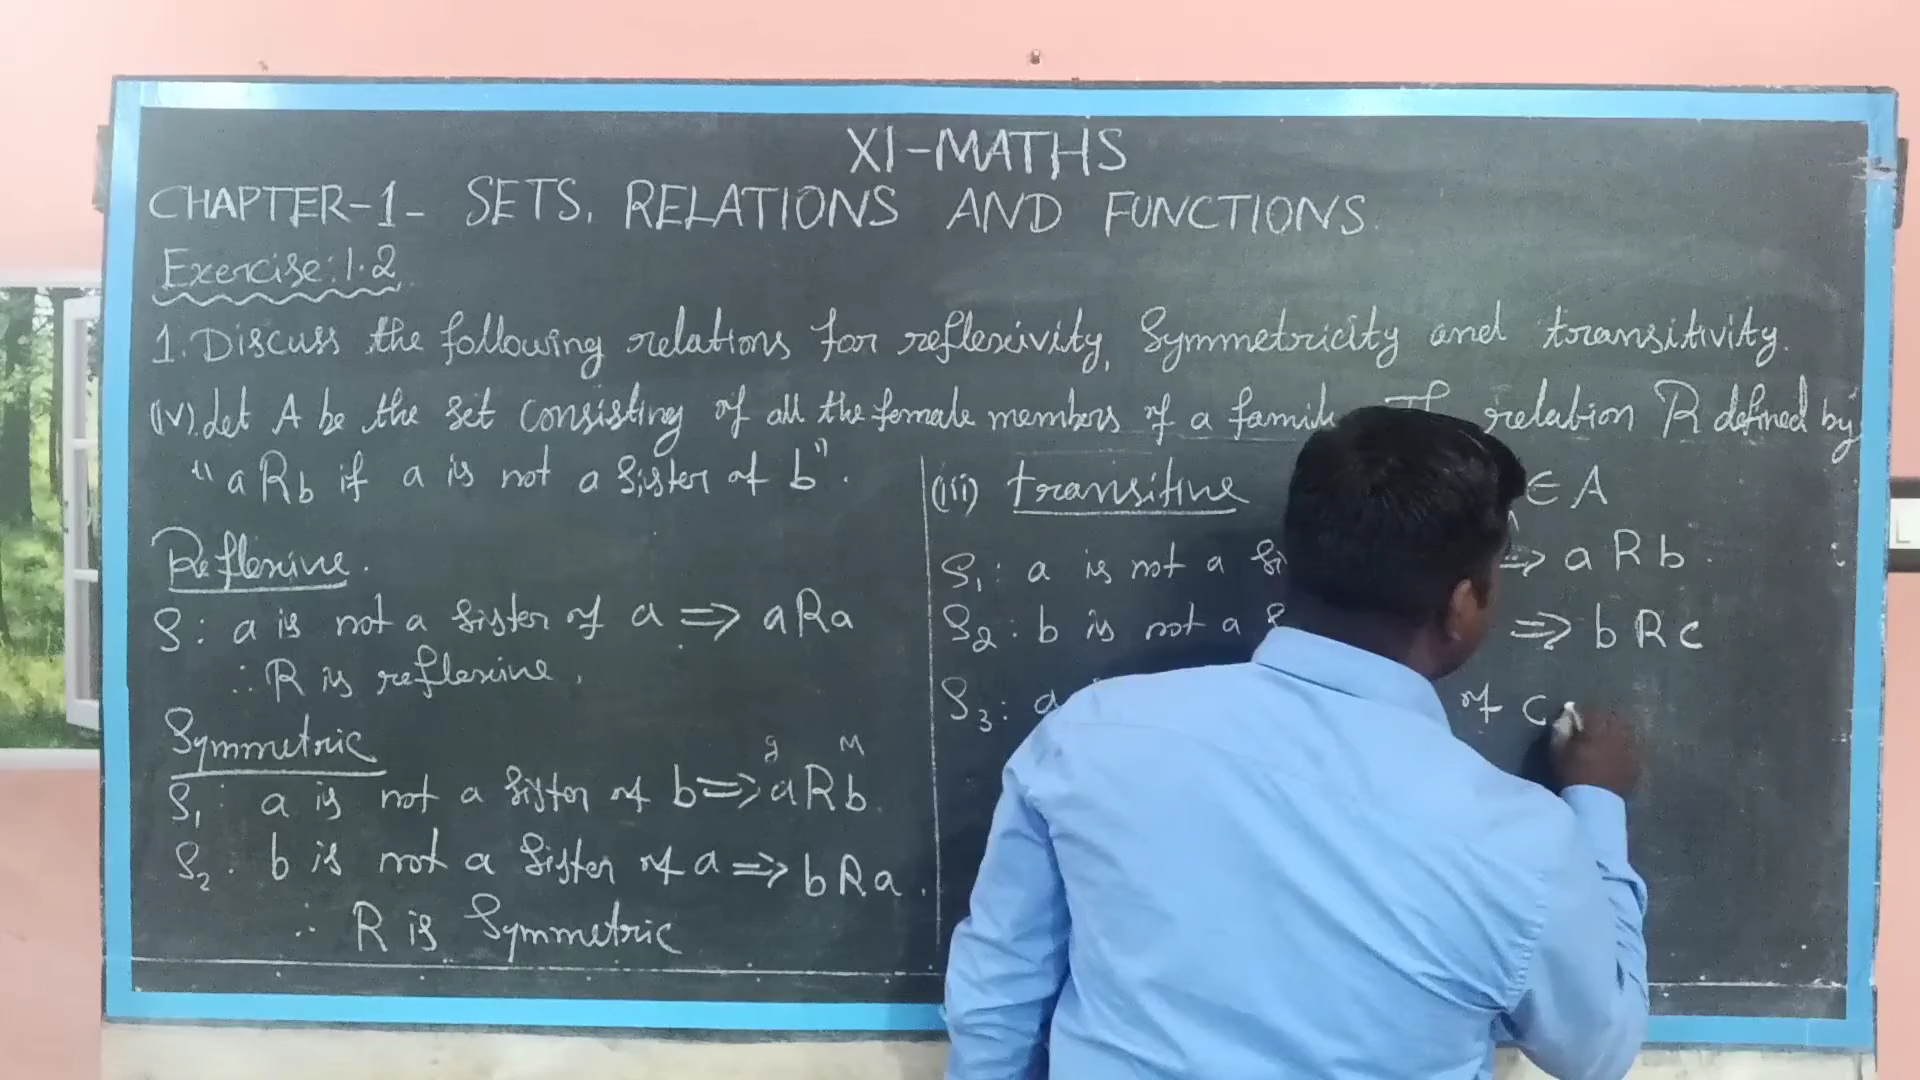 XI-MATHS
CHAPTER-1- SETS, RELATIONS AND FUNCTIONS.
Exercise: 1.2
1. Discuss the following relations for reflexivity, Symmetricity and transitivity.
(iv). Let A be the set consisting of all the female members of a relation R defined by
"aRb if a is not a sister of b".
Reflexive.
S: a is not a sister of a ⇒ aRa
∴ R is reflexive.
Symmetric
g M
S₁: a is not a sister of b ⇒ aRb
S₂. b is not a sister of a ⇒ bRa.
∴ R is Symmetric
(iii) transitive ∈ A
S₁: a is not a ⇒ aRb.
S₂: b is not a ⇒ bRc
S₃: a of c